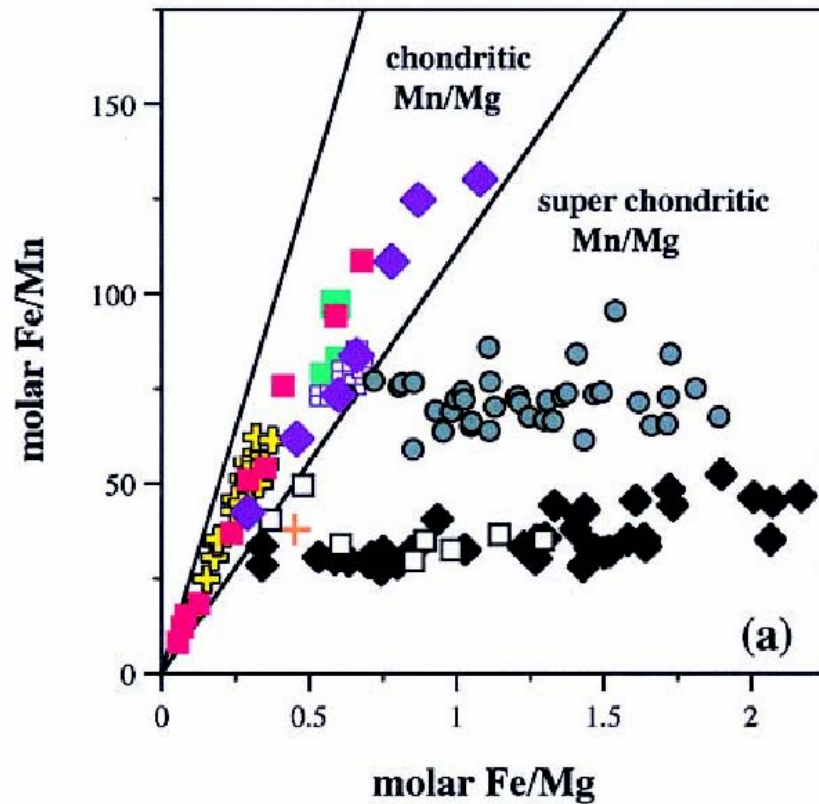 chondritic
Mn/Mg
super chondritic
Mn/Mg
molar Fe/Mn
150
100
50
0
(a)
0 0.5 1 1.5 2
molar Fe/Mg